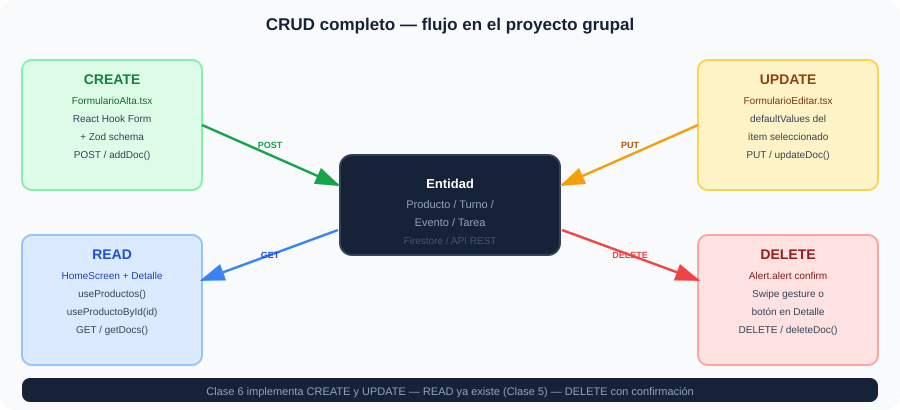 CRUD completo — flujo en el proyecto grupal
CREATE
FormularioAlta.tsx
React Hook Form
+ Zod schema
POST / addDoc()
UPDATE
FormularioEditar.tsx
defaultValues del
ítem seleccionado
PUT / updateDoc()
POST
PUT
Entidad
Producto / Turno /
Evento / Tarea
Firestore / API REST
GET
DELETE
READ
HomeScreen + Detalle
useProductos()
useProductoById(id)
GET / getDocs()
DELETE
Alert.alert confirm
Swipe gesture o
botón en Detalle
DELETE / deleteDoc()
Clase 6 implementa CREATE y UPDATE — READ ya existe (Clase 5) — DELETE con confirmación